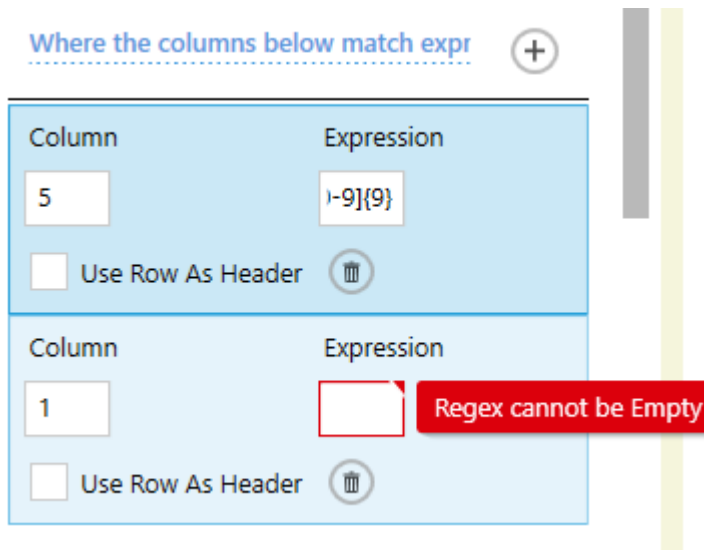 Where the columns below match expr
Column Expression
5 )-9]{9}
Use Row As Header
Column Expression
1 Regex cannot be Empty
Use Row As Header